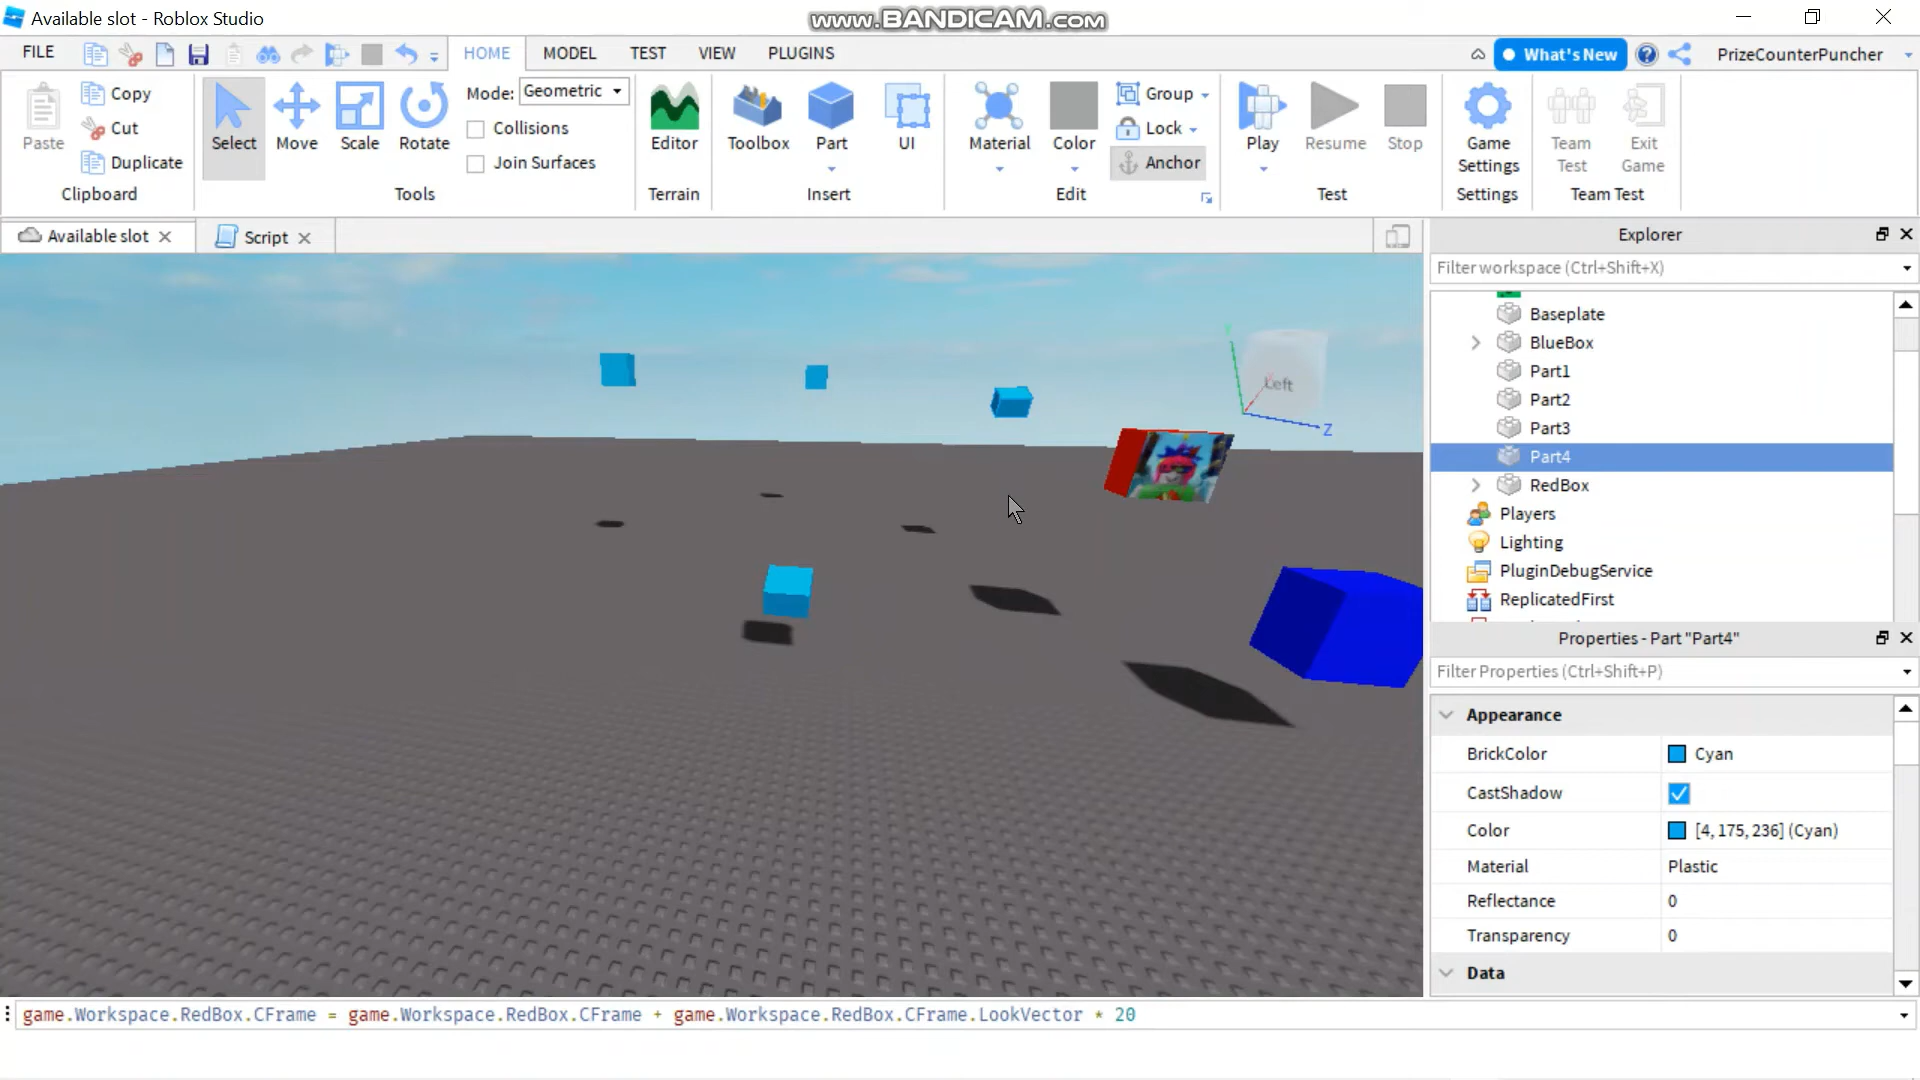 Available slot - Roblox Studio
www.BANDICAM.com
FILE
HOME
MODEL
TEST
VIEW
PLUGINS
What's New
PrizeCounterPuncher
Paste
Copy
Cut
Duplicate
Clipboard
Select
Move
Scale
Rotate
Mode: Geometric
Collisions
Join Surfaces
Tools
Editor
Terrain
Toolbox
Part
UI
Insert
Material
Color
Group
Lock
Anchor
Edit
Play
Resume
Stop
Test
Game
Settings
Settings
Team
Test
Exit
Game
Team Test
Available slot
Script
Left
Y
Z
Explorer
Filter workspace (Ctrl+Shift+X)
Baseplate
BlueBox
Part1
Part2
Part3
Part4
RedBox
Players
Lighting
PluginDebugService
ReplicatedFirst
Properties - Part "Part4"
Filter Properties (Ctrl+Shift+P)
Appearance
BrickColor Cyan
CastShadow
Color [4, 175, 236] (Cyan)
Material Plastic
Reflectance 0
Transparency 0
Data
game.Workspace.RedBox.CFrame = game.Workspace.RedBox.CFrame + game.Workspace.RedBox.CFrame.LookVector * 20